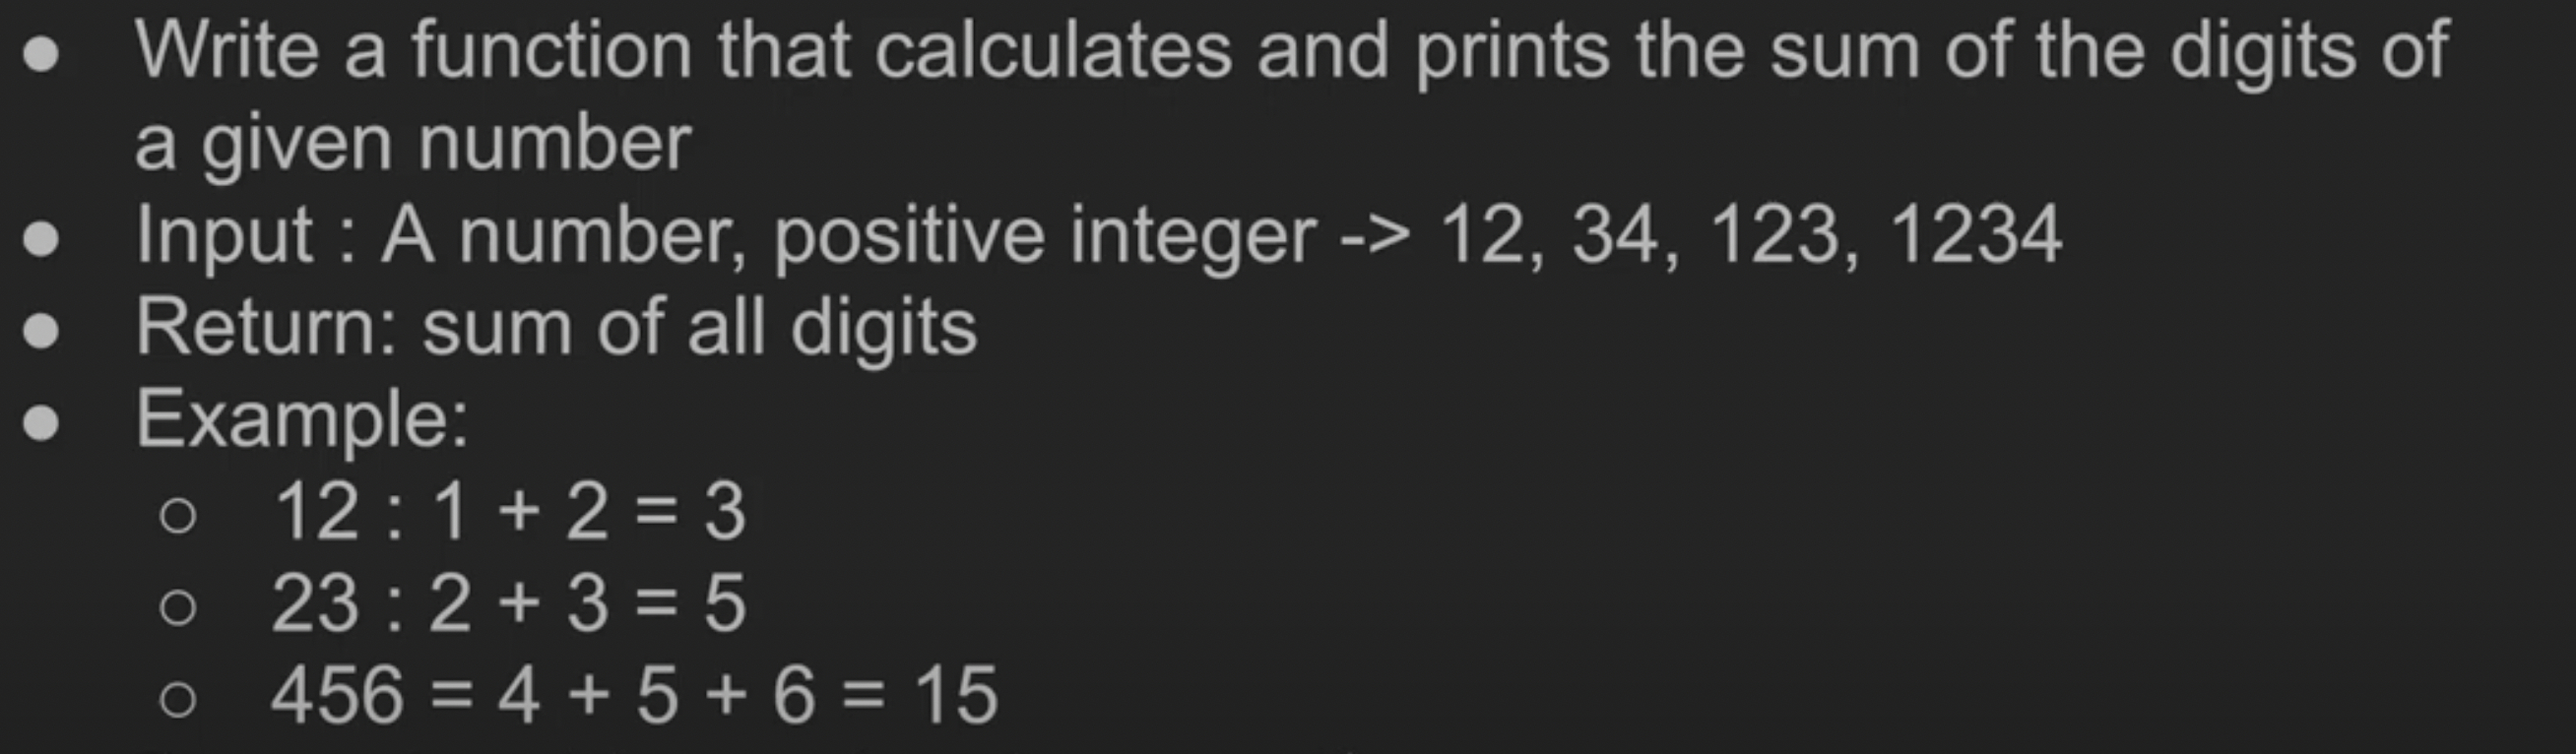 ● Write a function that calculates and prints the sum of the digits of
a given number
● Input : A number, positive integer -> 12, 34, 123, 1234
● Return: sum of all digits
● Example:
○ 12 : 1 + 2 = 3
○ 23 : 2 + 3 = 5
○ 456 = 4 + 5 + 6 = 15